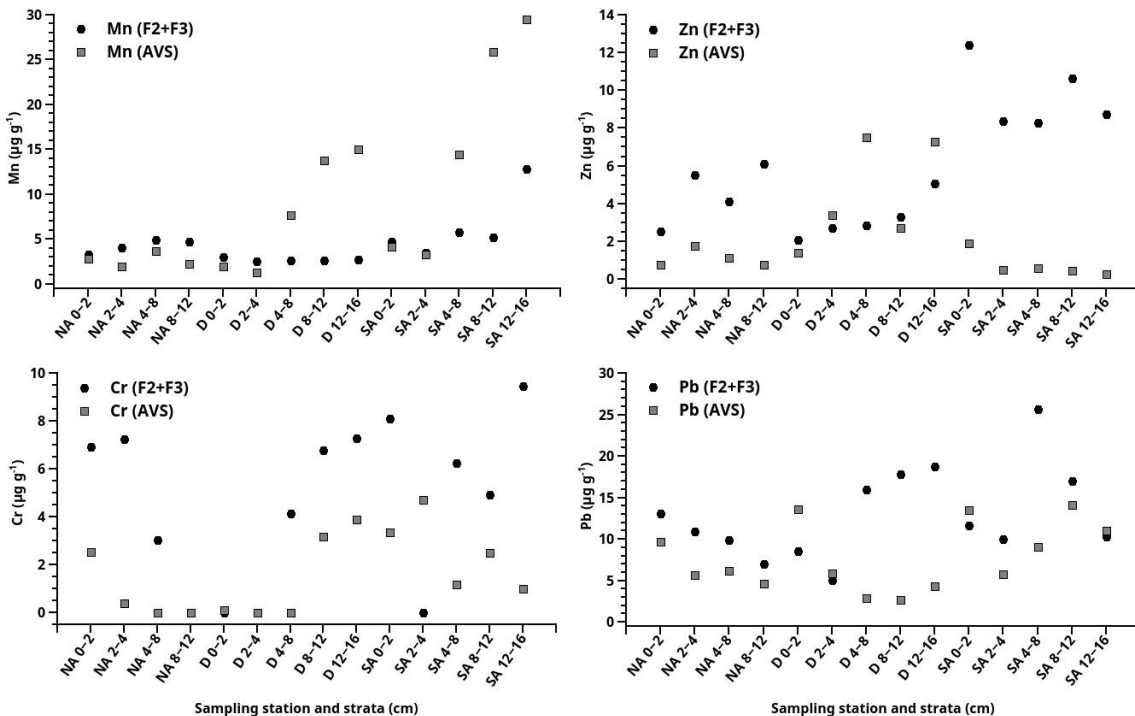 Mn (µg g-1)
30
25
20
15
10
5
0
Mn (F2+F3)
Mn (AVS)
NA 0–2
NA 2–4
NA 4–8
NA 8–12
D 0–2
D 2–4
D 4–8
D 8–12
D 12–16
SA 0–2
SA 2–4
SA 4–8
SA 8–12
SA 12–16
Zn (µg g-1)
14
12
10
8
6
4
2
0
Zn (F2+F3)
Zn (AVS)
NA 0–2
NA 2–4
NA 4–8
NA 8–12
D 0–2
D 2–4
D 4–8
D 8–12
D 12–16
SA 0–2
SA 2–4
SA 4–8
SA 8–12
SA 12–16
Cr (µg g-1)
10
8
6
4
2
0
Cr (F2+F3)
Cr (AVS)
NA 0–2
NA 2–4
NA 4–8
NA 8–12
D 0–2
D 2–4
D 4–8
D 8–12
D 12–16
SA 0–2
SA 2–4
SA 4–8
SA 8–12
SA 12–16
Sampling station and strata (cm)
Pb (µg g-1)
30
25
20
15
10
5
0
Pb (F2+F3)
Pb (AVS)
NA 0–2
NA 2–4
NA 4–8
NA 8–12
D 0–2
D 2–4
D 4–8
D 8–12
D 12–16
SA 0–2
SA 2–4
SA 4–8
SA 8–12
SA 12–16
Sampling station and strata (cm)